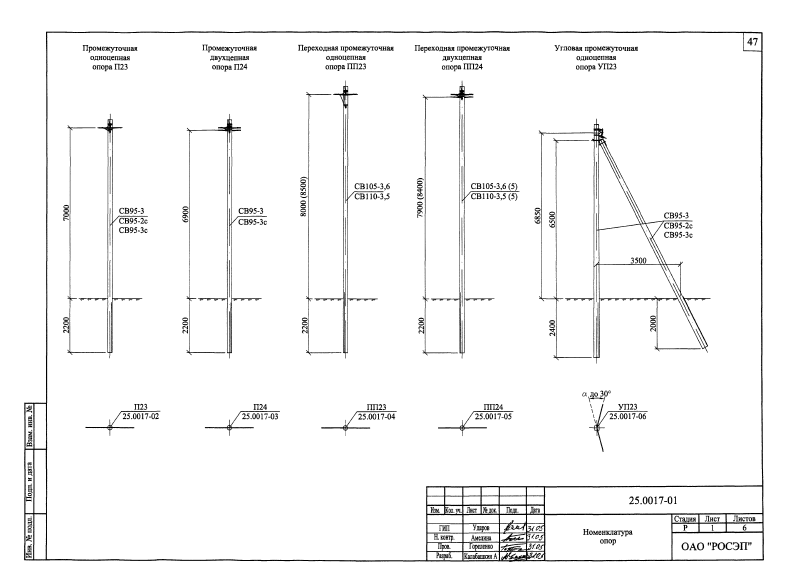 47
Промежуточная
одноцепная
опора П23
Промежуточная
двухцепная
опора П24
Переходная промежуточная
одноцепная
опора ПП23
Переходная промежуточная
двухцепная
опора ПП24
Угловая промежуточная
одноцепная
опора УП23
7000
2200
СВ95-3
СВ95-2с
СВ95-3с
6900
2200
СВ95-3
СВ95-3с
8000 (8500)
2200
СВ105-3,6
СВ110-3,5
7900 (8400)
2200
СВ105-3,6 (5)
СВ110-3,5 (5)
6850
6500
2400
СВ95-3
СВ95-2с
СВ95-3с
3500
2000
П23
25.0017-02
П24
25.0017-03
ПП23
25.0017-04
ПП24
25.0017-05
α до 30°
УП23
25.0017-06
Взам. инв. №
Подп. и дата
Инв. № подл.
25.0017-01
Изм. Кол. уч. Лист № док. Подп. Дата
ГИП Ударов 31.05
Н. контр. Амелина 31.05
Пров. Гореленко 31.05
Разраб. Калабашкин А 31.05
Номенклатура
опор
Стадия Лист Листов
Р 1 6
ОАО "РОСЭП"